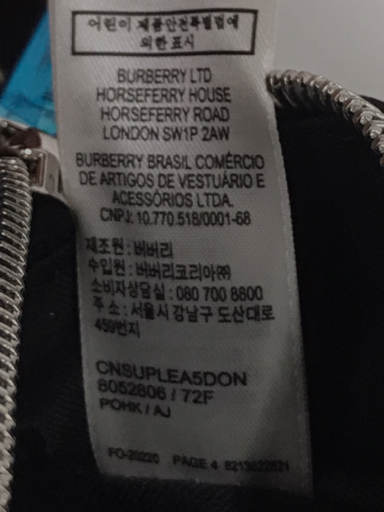 어린이 제품안전특별법에
의한 표시
BURBERRY LTD
HORSEFERRY HOUSE
HORSEFERRY ROAD
LONDON SW1P 2AW
BURBERRY BRASIL COMÉRCIO
DE ARTIGOS DE VESTUÁRIO E
ACESSÓRIOS LTDA.
CNPJ: 10.770.518/0001-68
제조원 : 버버리
수입원 : 버버리코리아㈜
소비자상담실 : 080 700 8800
주 소 : 서울시 강남구 도산대로
459번지
CNSUPLEA5DON
8052806 / 72F
POHK / AJ
FO-20220 PAGE 4